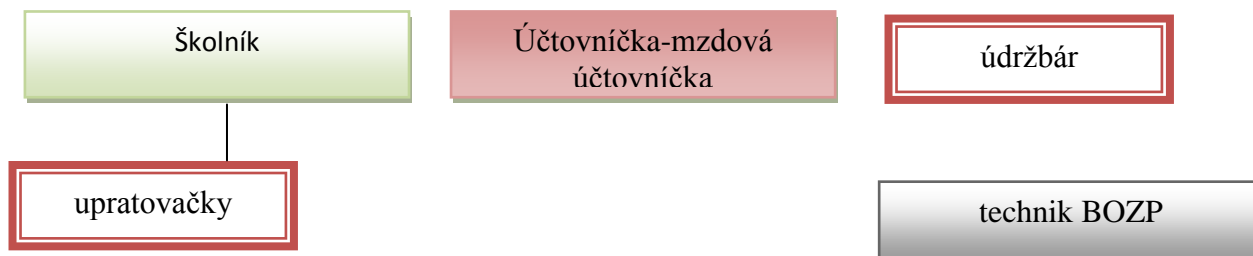 Školník
Účtovníčka-mzdová
účtovníčka
údržbár
upratovačky
technik BOZP